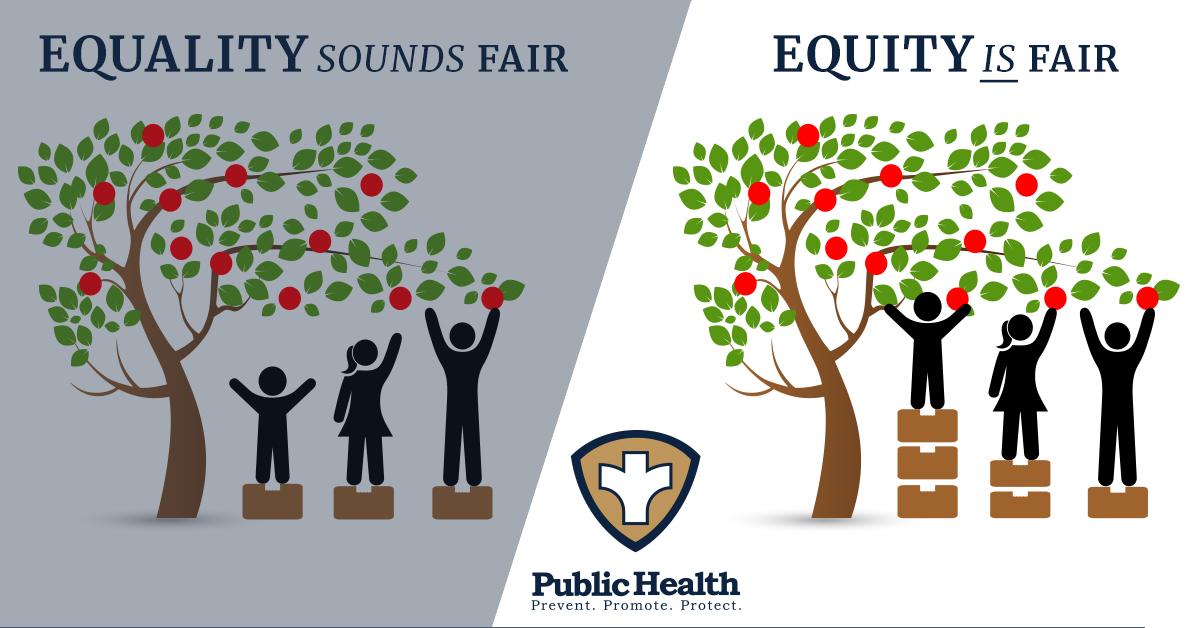 EQUALITY SOUNDS FAIR
EQUITY IS FAIR
Public Health
Prevent. Promote. Protect.